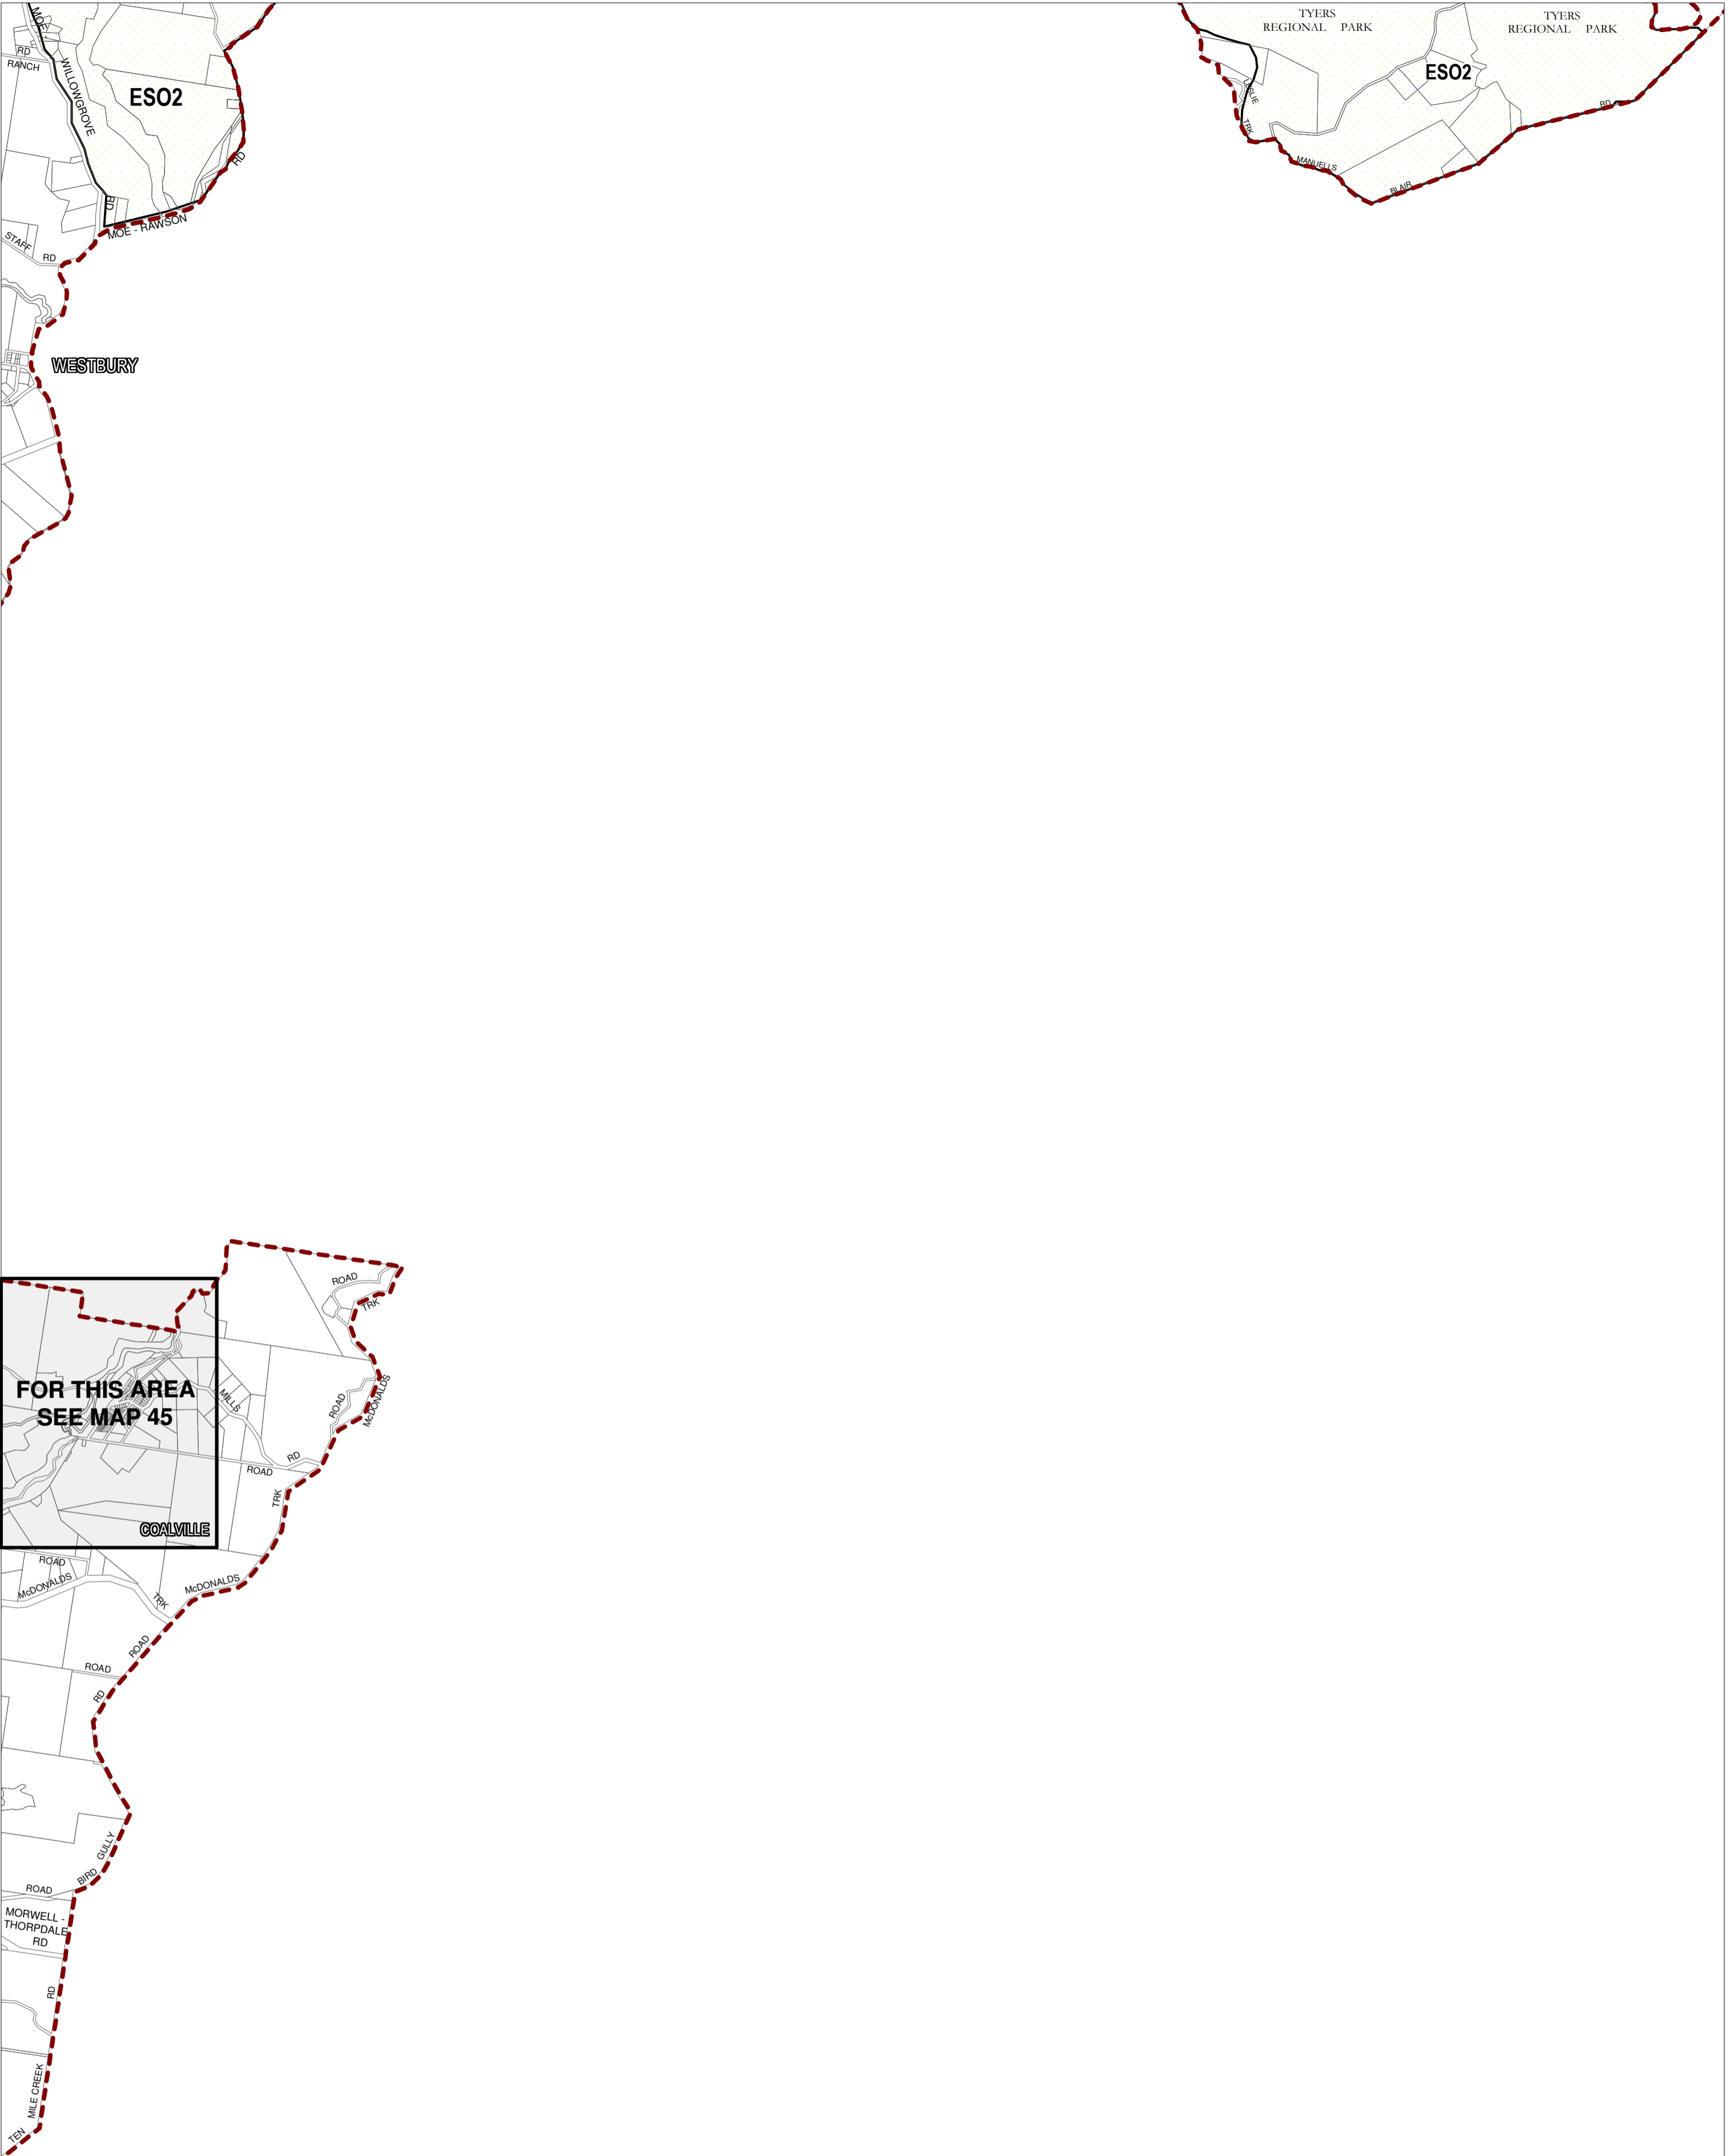 TYERS
REGIONAL PARK
TYERS
REGIONAL PARK
MOE -
WILLOWGROVE
RD
RD
RANCH
ESO2
ESO2
RD
MOE - RAWSON
STAFF
RD
LESLIE
TRK
MANUELLS
BLAIR
RD
WESTBURY
ROAD
TRK
FOR THIS AREA
SEE MAP 45
MILLS
ROAD
McDONALDS
RD
ROAD
TRK
COALVILLE
ROAD
McDONALDS
TRK
McDONALDS
ROAD
ROAD
RD
GULLY
BIRD
ROAD
MORWELL -
THORPDALE
RD
RD
MILE CREEK
TEN